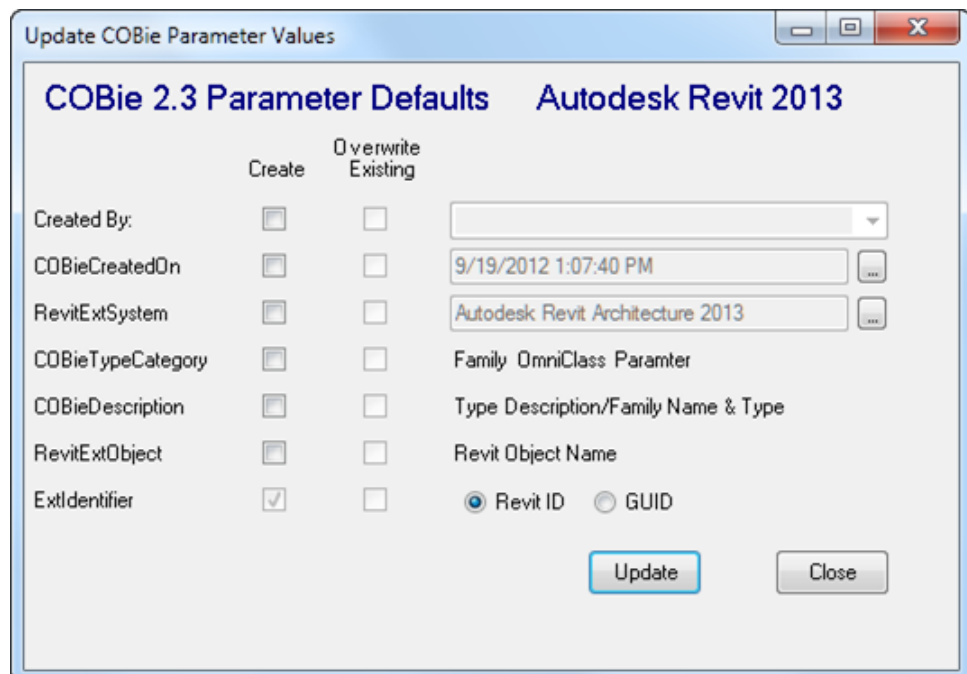 Update COBie Parameter Values
COBie 2.3 Parameter Defaults Autodesk Revit 2013
Create Overwrite Existing
Created By:
COBieCreatedOn 9/19/2012 1:07:40 PM ...
RevitExtSystem Autodesk Revit Architecture 2013 ...
COBieTypeCategory Family OmniClass Paramter
COBieDescription Type Description/Family Name & Type
RevitExtObject Revit Object Name
ExtIdentifier Revit ID GUID
Update Close